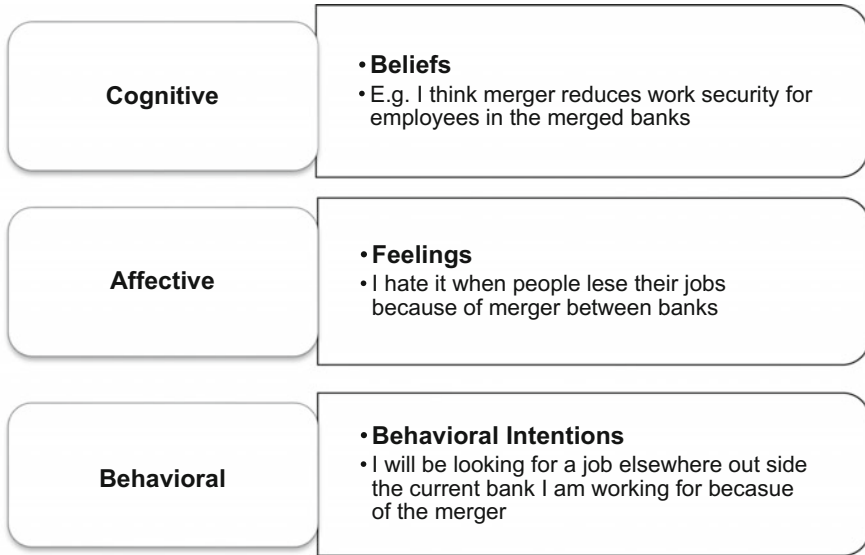 Cognitive
• Beliefs
• E.g. I think merger reduces work security for
employees in the merged banks
Affective
• Feelings
• I hate it when people lese their jobs
because of merger between banks
Behavioral
• Behavioral Intentions
• I will be looking for a job elsewhere out side
the current bank I am working for becasue
of the merger